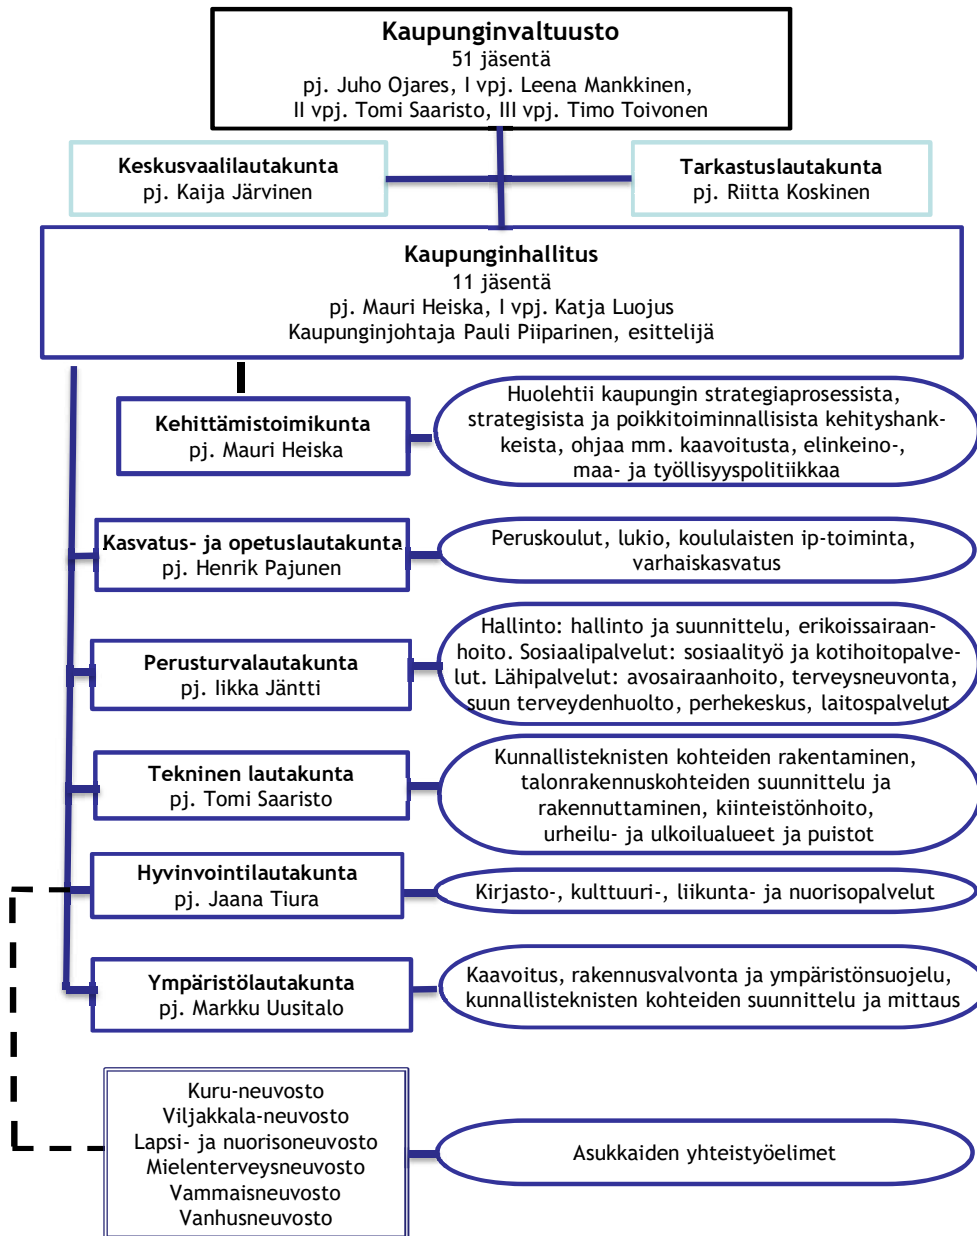 Kaupunginvaltuusto
51 jäsentä
pj. Juho Ojares, I vpj. Leena Mankkinen,
II vpj. Tomi Saaristo, III vpj. Timo Toivonen
Keskusvaalilautakunta
pj. Kaija Järvinen
Tarkastuslautakunta
pj. Riitta Koskinen
Kaupunginhallitus
11 jäsentä
pj. Mauri Heiska, I vpj. Katja Luojus
Kaupunginjohtaja Pauli Piiparinen, esittelijä
Kehittämistoimikunta
pj. Mauri Heiska
Huolehtii kaupungin strategiaprosessista,
strategisista ja poikkitoiminnallisista kehityshank-
keista, ohjaa mm. kaavoitusta, elinkeino-,
maa- ja työllisyyspolitiikkaa
Kasvatus- ja opetuslautakunta
pj. Henrik Pajunen
Peruskoulut, lukio, koululaisten ip-toiminta,
varhaiskasvatus
Perusturvalautakunta
pj. Iikka Jäntti
Hallinto: hallinto ja suunnittelu, erikoissairaan-
hoito. Sosiaalipalvelut: sosiaalityö ja kotihoitopalve-
lut. Lähipalvelut: avosairaanhoito, terveysneuvonta,
suun terveydenhuolto, perhekeskus, laitospalvelut
Tekninen lautakunta
pj. Tomi Saaristo
Kunnallisteknisten kohteiden rakentaminen,
talonrakennuskohteiden suunnittelu ja
rakennuttaminen, kiinteistönhoito,
urheilu- ja ulkoilualueet ja puistot
Hyvinvointilautakunta
pj. Jaana Tiura
Kirjasto-, kulttuuri-, liikunta- ja nuorisopalvelut
Ympäristölautakunta
pj. Markku Uusitalo
Kaavoitus, rakennusvalvonta ja ympäristönsuojelu,
kunnallisteknisten kohteiden suunnittelu ja mittaus
Kuru-neuvosto
Viljakkala-neuvosto
Lapsi- ja nuorisoneuvosto
Mielenterveysneuvosto
Vammaisneuvosto
Vanhusneuvosto
Asukkaiden yhteistyöelimet